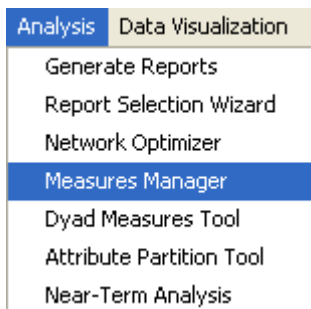 Analysis Data Visualization
Generate Reports
Report Selection Wizard
Network Optimizer
Measures Manager
Dyad Measures Tool
Attribute Partition Tool
Near-Term Analysis